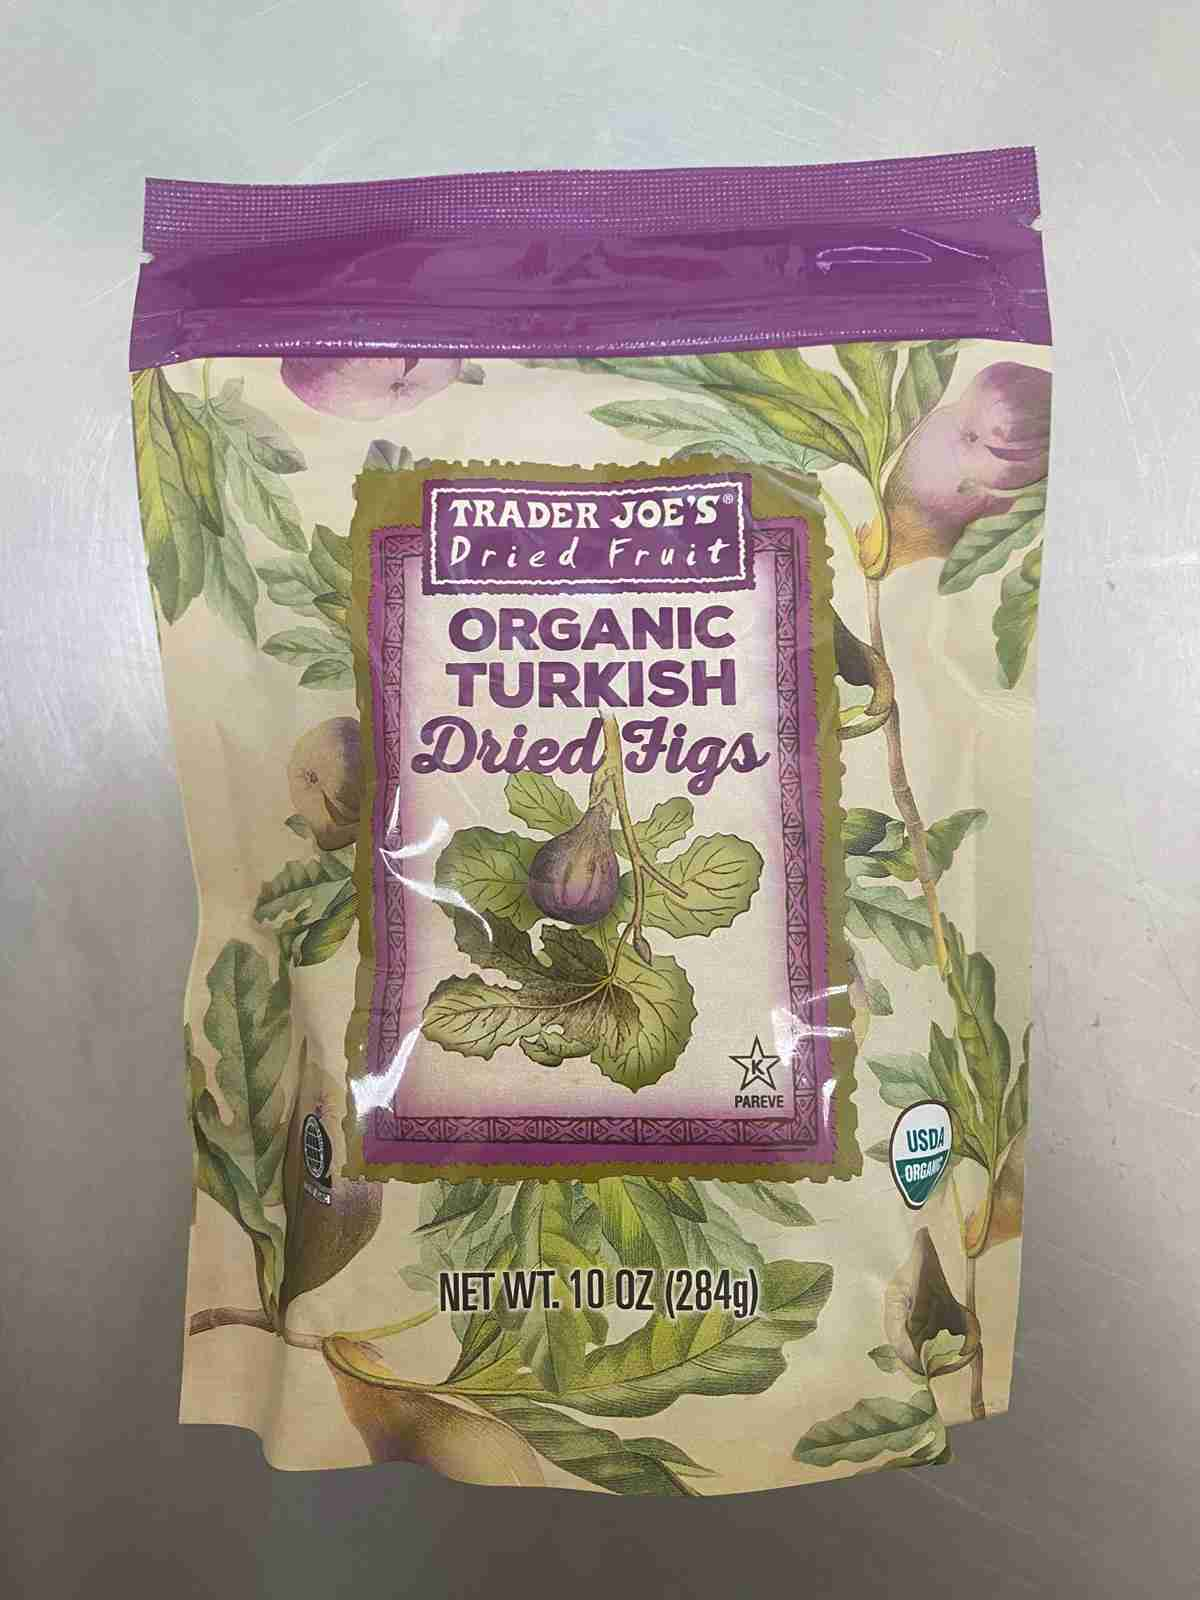 TRADER JOE'S®
Dried Fruit
ORGANIC
TURKISH
Dried Figs
K
PAREVE
USDA
ORGANIC
NET WT. 10 OZ (284g)